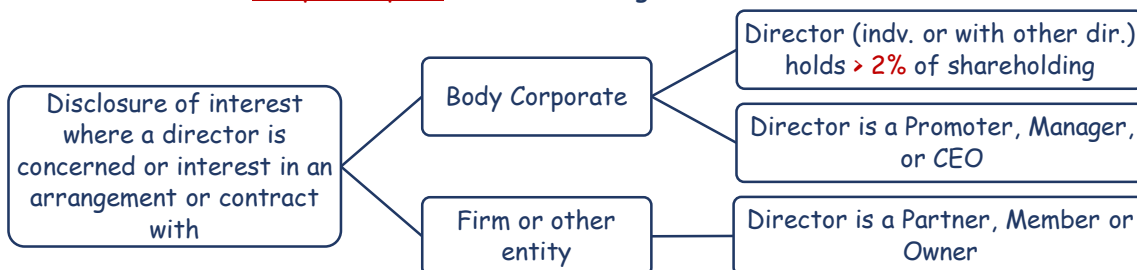 Director (indv. or with other dir.)
holds > 2% of shareholding
Body Corporate
Disclosure of interest
where a director is
concerned or interest in an
arrangement or contract
with
Director is a Promoter, Manager,
or CEO
Firm or other
entity
Director is a Partner, Member or
Owner